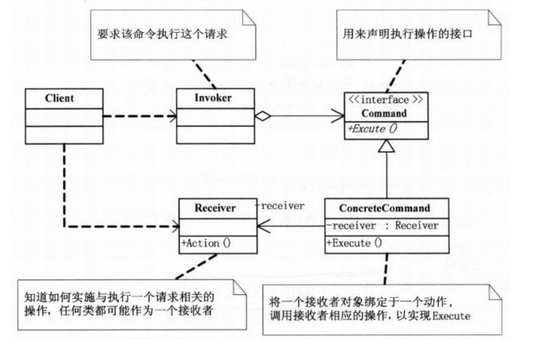 要求该命令执行这个请求
用来声明执行操作的接口
Client
Invoker
<<interface>>
Command
+Excute()
Receiver
-receiver
ConcreteCommand
-receiver : Receiver
+Action()
+Execute()
知道如何实施与执行一个请求相关的
操作，任何类都可能作为一个接收者
将一个接收者对象绑定于一个动作，
调用接收者相应的操作，以实现Execute